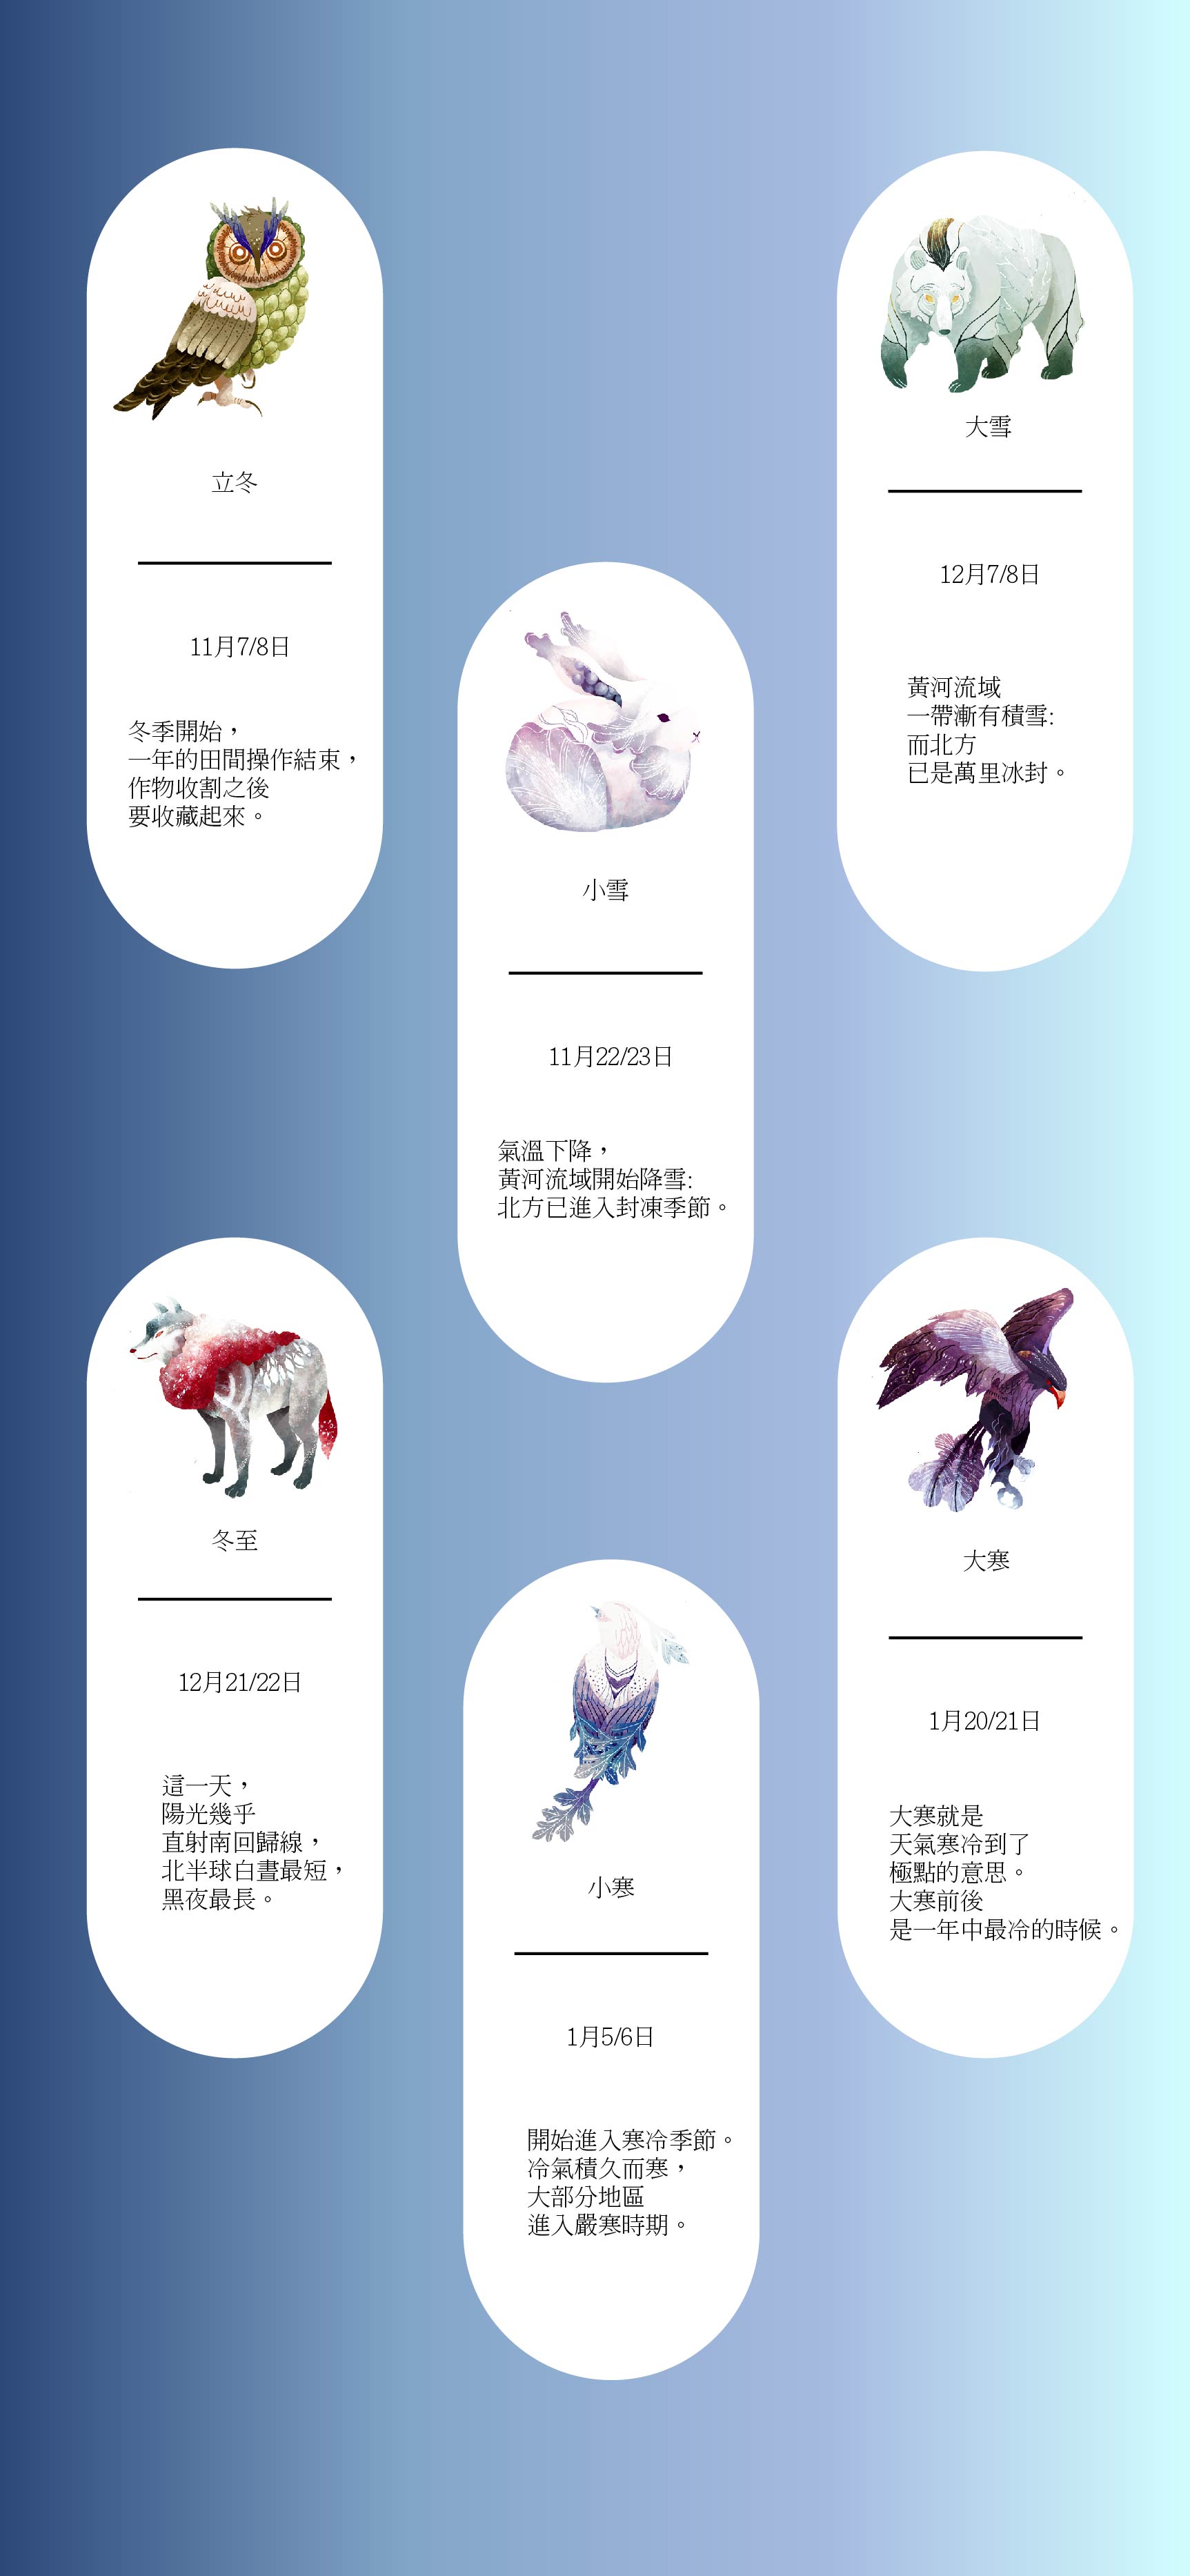 立冬
11月7/8日
冬季開始，
一年的田間操作結束，
作物收割之後
要收藏起來。
小雪
11月22/23日
氣溫下降，
黃河流域開始降雪:
北方已進入封凍季節。
大雪
12月7/8日
黃河流域
一帶漸有積雪:
而北方
已是萬里冰封。
冬至
12月21/22日
這一天，
陽光幾乎
直射南回歸線，
北半球白晝最短，
黑夜最長。
小寒
1月5/6日
開始進入寒冷季節。
冷氣積久而寒，
大部分地區
進入嚴寒時期。
大寒
1月20/21日
大寒就是
天氣寒冷到了
極點的意思。
大寒前後
是一年中最冷的時候。